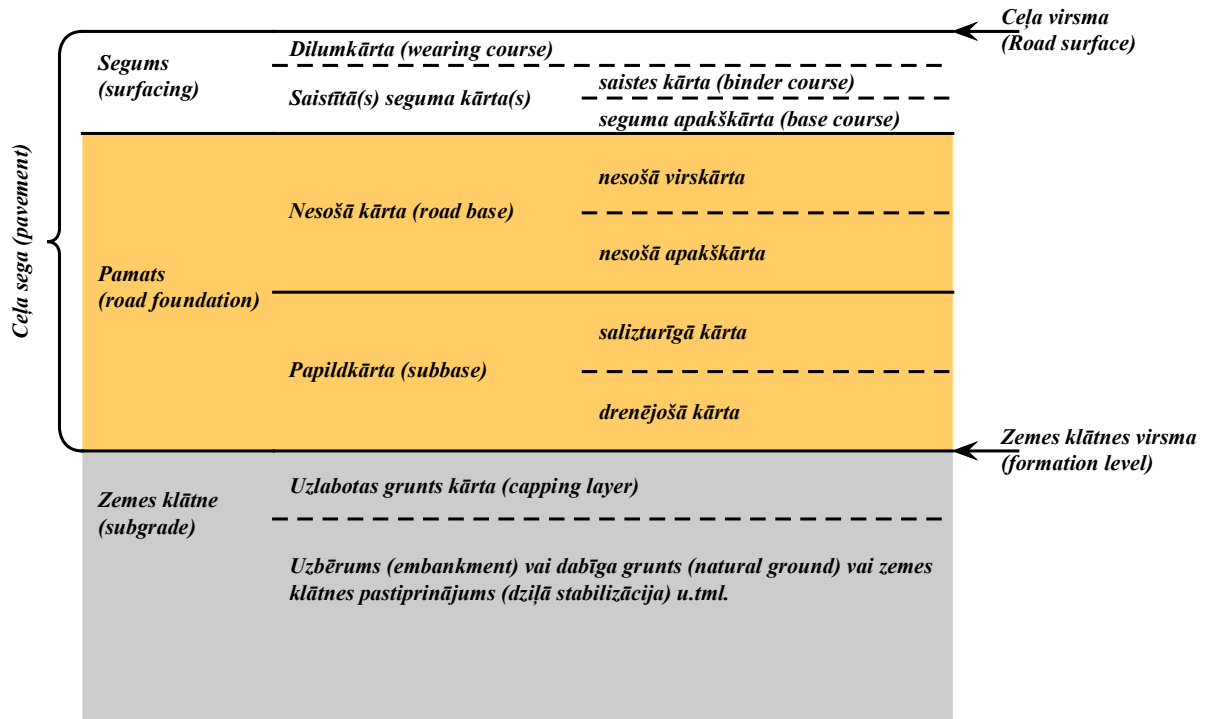 Ceļa virsma
(Road surface)
Dilumkārta (wearing course)
Segums
(surfacing)
saistes kārta (binder course)
Saistītā(s) seguma kārta(s)
seguma apakškārta (base course)
nesošā virskārta
Nesošā kārta (road base)
nesošā apakškārta
Ceļa sega (pavement)
Pamats
(road foundation)
salizturīgā kārta
Papildkārta (subbase)
drenējošā kārta
Zemes klātnes virsma
(formation level)
Zemes klātne
(subgrade)
Uzlabotas grunts kārta (capping layer)
Uzbērums (embankment) vai dabīga grunts (natural ground) vai zemes
klātnes pastiprinājums (dziļā stabilizācija) u.tml.